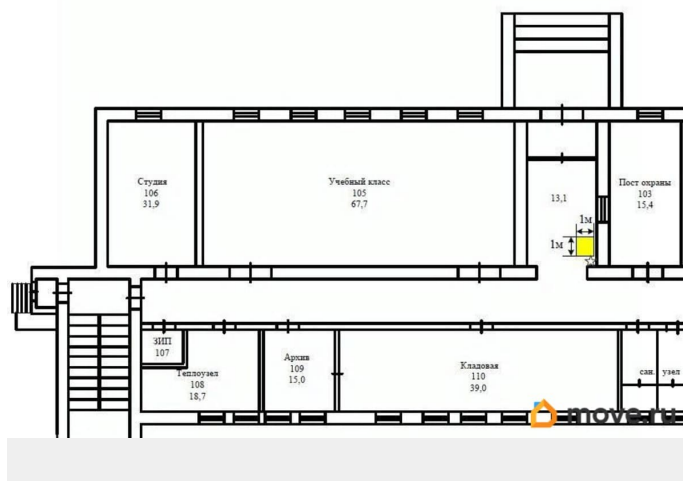 Студия
106
31,9
Учебный класс
105
67,7
13,1
Пост охраны
103
15,4
1м
1м
ЗИП
107
Теплоузел
108
18,7
Архив
109
15,0
Кладовая
110
39,0
сан. узел
move.ru